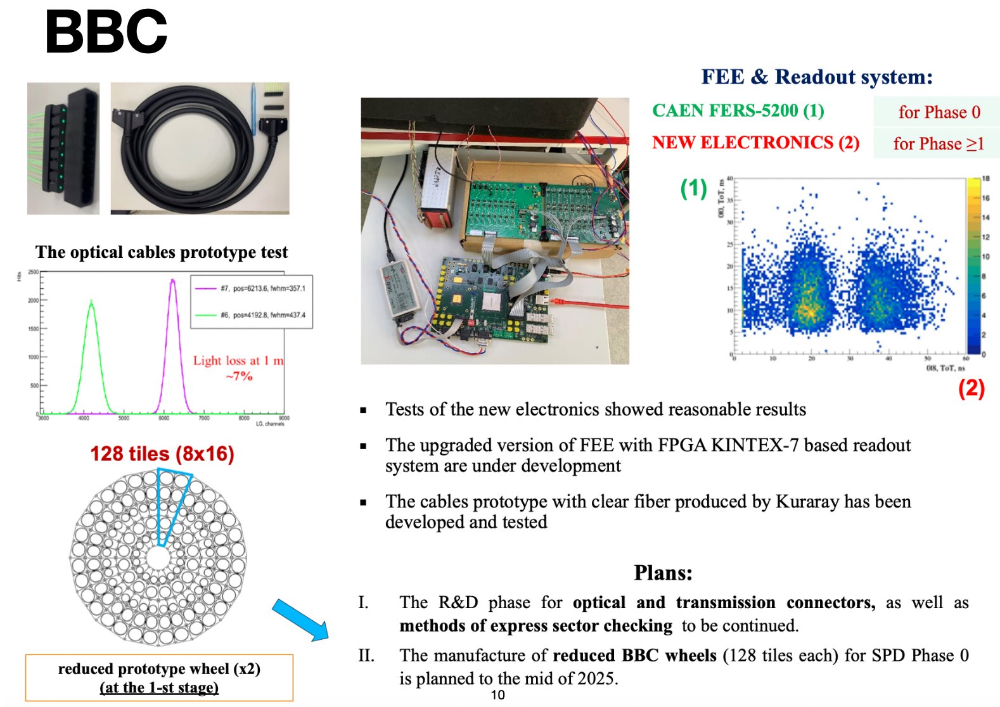 BBC
The optical cables prototype test
Hits
2500
2000
1500
1000
500
0
#7, pos=6213.6, fwhm=357.1
#6, pos=4192.8, fwhm=437.4
Light loss at 1 m
~7%
3000 4000 5000 6000 7000 8000 9000
LG, channels
128 tiles (8x16)
reduced prototype wheel (x2)
(at the 1-st stage)
FEE & Readout system:
CAEN FERS-5200 (1) for Phase 0
NEW ELECTRONICS (2) for Phase ≥1
(1)
ToT, ns
40
35
30
25
20
15
10
5
0
0 10 20 30 40 50 60
0l8, ToT, ns
18
16
14
12
10
8
6
4
2
0
(2)
▪ Tests of the new electronics showed reasonable results
▪ The upgraded version of FEE with FPGA KINTEX-7 based readout
system are under development
▪ The cables prototype with clear fiber produced by Kuraray has been
developed and tested
Plans:
I. The R&D phase for optical and transmission connectors, as well as
methods of express sector checking to be continued.
II. The manufacture of reduced BBC wheels (128 tiles each) for SPD Phase 0
is planned to the mid of 2025.
10